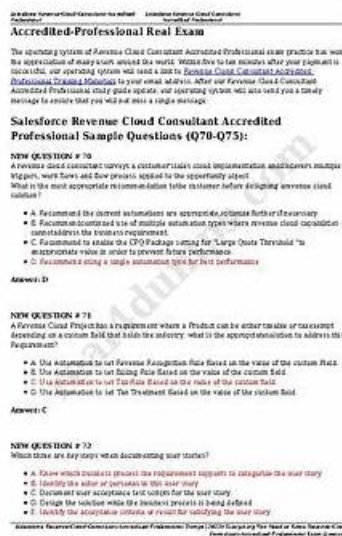 Accredited-Professional Real Exam
The operating system of Revenue Cloud Consultant Accredited Professional exam practice has won
the appreciation of many users around the world. Within five to ten minutes after your payment is
successful, our operating system will send a link to Revenue Cloud Consultant Accredited
Professional Training Materials to your email address. After our Revenue Cloud Consultant
Accredited Professional study guide update, our operating system will also send you a timely
message to ensure that you will not miss a single message.
Salesforce Revenue Cloud Consultant Accredited
Professional Sample Questions (Q70-Q75):
NEW QUESTION # 70
A revenue cloud consultant surveys a customer's sales cloud implementation and discovers multiple
triggers, work flows and flow process applied to the opportunity object
What is the most appropriate recommendation to the customer before designing a revenue cloud
solution?
A. Recommend the current automations are appropriate, optimize further if necessary
B. Recommend continued use of multiple automation types where revenue cloud capabilities
cannot address the business requirement.
C. Recommend to enable the CPQ Package setting for "Large Quote Threshold" to
an appropriate value in order to prevent future performance
D. Recommend using a single automation type for best performance
Answer: D
NEW QUESTION # 71
A Revenue Cloud Project has a requirement where a Product can be either taxable or tax exempt
depending on a custom field that holds the industry. what is the appropriate solution to address this
Requirement?
A. Use Automation to set Revenue Recognition Rule Based on the value of the custom Field.
B. Use Automation to set Billing Rule Based on the value of the custom field.
C. Use Automation to set Tax Rule Based on the value of the custom field
D. Use Automation to set Tax Treatment Based on the value of the custom field.
Answer: C
NEW QUESTION # 72
Which three are key steps when documenting user stories?
A. Know which business process the requirement supports to categorize the user story
B. Identify the actor or persona in this user story
C. Document user acceptance test scripts for the user story
D. Design the solution while the business process is being defined
E. Identify the acceptance criteria or result for satisfying the user story